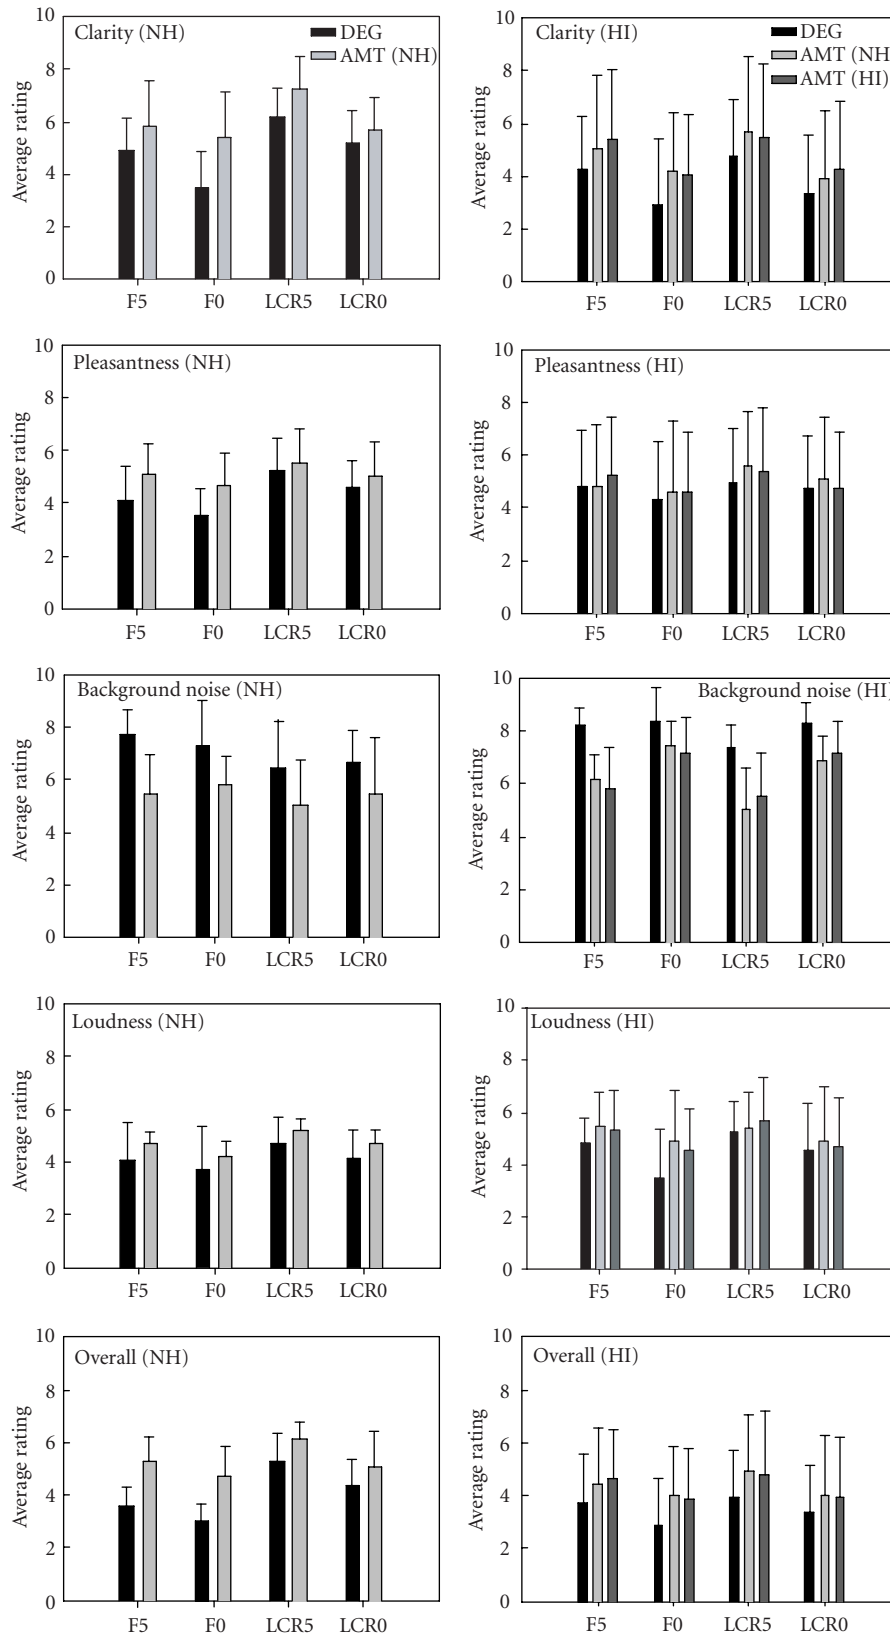 10
Clarity (NH)
DEG
AMT (NH)
8
6
4
2
0
Average rating
F5 F0 LCR5 LCR0
10
Clarity (HI)
DEG
AMT (NH
AMT (HI)
8
6
4
2
0
Average rating
F5 F0 LCR5 LCR0
10
Pleasantness (NH)
8
6
4
2
0
Average rating
F5 F0 LCR5 LCR0
10
Pleasantness (HI)
8
6
4
2
0
Average rating
F5 F0 LCR5 LCR0
10
Background noise (NH)
8
6
4
2
0
Average rating
F5 F0 LCR5 LCR0
10
Background noise (HI)
8
6
4
2
0
Average rating
F5 F0 LCR5 LCR0
10
Loudness (NH)
8
6
4
2
0
Average rating
F5 F0 LCR5 LCR0
10
Loudness (HI)
8
6
4
2
0
Average rating
F5 F0 LCR5 LCR0
10
Overall (NH)
8
6
4
2
0
Average rating
F5 F0 LCR5 LCR0
10
Overall (HI)
8
6
4
2
0
Average rating
F5 F0 LCR5 LCR0